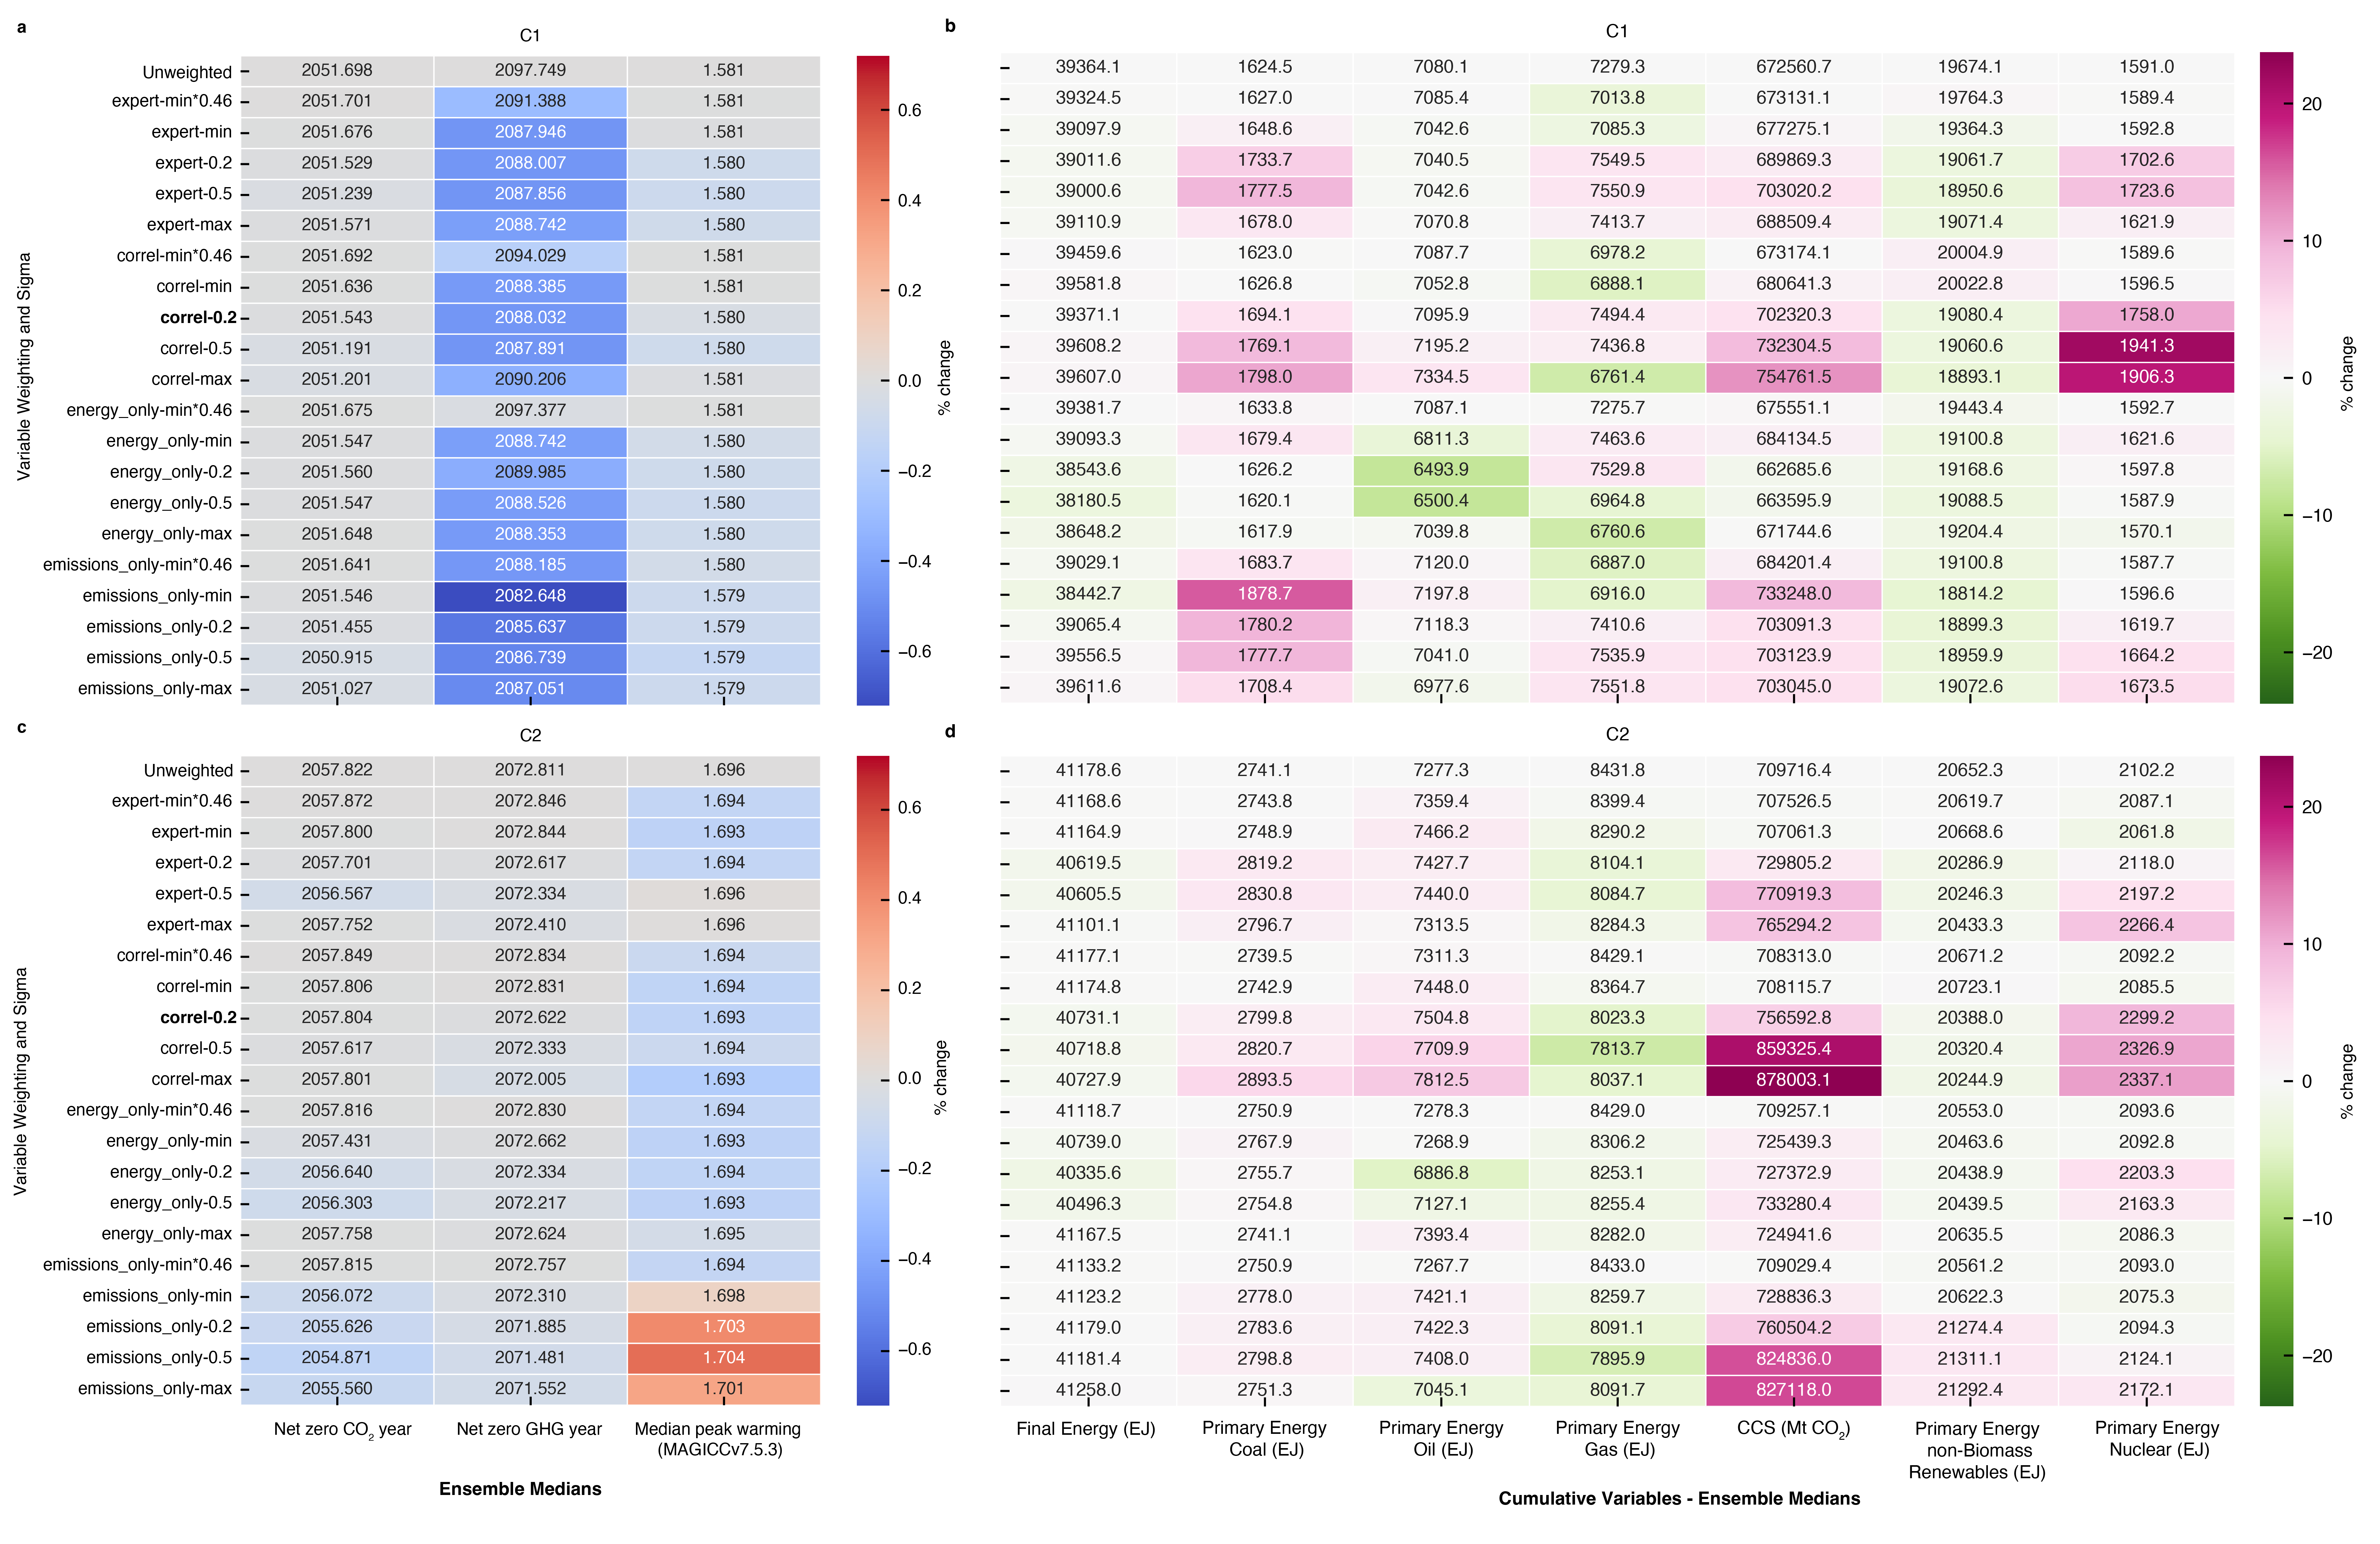 a
C1
Unweighted 2051.698 2097.749 1.581
expert-min*0.46 2051.701 2091.388 1.581
expert-min 2051.676 2087.946 1.581
expert-0.2 2051.529 2088.007 1.580
expert-0.5 2051.239 2087.856 1.580
expert-max 2051.571 2088.742 1.580
correl-min*0.46 2051.692 2094.029 1.581
correl-min 2051.636 2088.385 1.581
correl-0.2 2051.543 2088.032 1.580
correl-0.5 2051.191 2087.891 1.580
correl-max 2051.201 2090.206 1.581
energy_only-min*0.46 2051.675 2097.377 1.581
energy_only-min 2051.547 2088.742 1.580
energy_only-0.2 2051.560 2089.985 1.580
energy_only-0.5 2051.547 2088.526 1.580
energy_only-max 2051.648 2088.353 1.580
emissions_only-min*0.46 2051.641 2088.185 1.580
emissions_only-min 2051.546 2082.648 1.579
emissions_only-0.2 2051.455 2085.637 1.579
emissions_only-0.5 2050.915 2086.739 1.579
emissions_only-max 2051.027 2087.051 1.579
Variable Weighting and Sigma
0.6
0.4
0.2
0.0
−0.2
−0.4
−0.6
% change
b
C1
39364.1 1624.5 7080.1 7279.3 672560.7 19674.1 1591.0
39324.5 1627.0 7085.4 7013.8 673131.1 19764.3 1589.4
39097.9 1648.6 7042.6 7085.3 677275.1 19364.3 1592.8
39011.6 1733.7 7040.5 7549.5 689869.3 19061.7 1702.6
39000.6 1777.5 7042.6 7550.9 703020.2 18950.6 1723.6
39110.9 1678.0 7070.8 7413.7 688509.4 19071.4 1621.9
39459.6 1623.0 7087.7 6978.2 673174.1 20004.9 1589.6
39581.8 1626.8 7052.8 6888.1 680641.3 20022.8 1596.5
39371.1 1694.1 7095.9 7494.4 702320.3 19080.4 1758.0
39608.2 1769.1 7195.2 7436.8 732304.5 19060.6 1941.3
39607.0 1798.0 7334.5 6761.4 754761.5 18893.1 1906.3
39381.7 1633.8 7087.1 7275.7 675551.1 19443.4 1592.7
39093.3 1679.4 6811.3 7463.6 684134.5 19100.8 1621.6
38543.6 1626.2 6493.9 7529.8 662685.6 19168.6 1597.8
38180.5 1620.1 6500.4 6964.8 663595.9 19088.5 1587.9
38648.2 1617.9 7039.8 6760.6 671744.6 19204.4 1570.1
39029.1 1683.7 7120.0 6887.0 684201.4 19100.8 1587.7
38442.7 1878.7 7197.8 6916.0 733248.0 18814.2 1596.6
39065.4 1780.2 7118.3 7410.6 703091.3 18899.3 1619.7
39556.5 1777.7 7041.0 7535.9 703123.9 18959.9 1664.2
39611.6 1708.4 6977.6 7551.8 703045.0 19072.6 1673.5
20
10
0
−10
−20
% change
c
C2
Unweighted 2057.822 2072.811 1.696
expert-min*0.46 2057.872 2072.846 1.694
expert-min 2057.800 2072.844 1.693
expert-0.2 2057.701 2072.617 1.694
expert-0.5 2056.567 2072.334 1.696
expert-max 2057.752 2072.410 1.696
correl-min*0.46 2057.849 2072.834 1.694
correl-min 2057.806 2072.831 1.694
correl-0.2 2057.804 2072.622 1.693
correl-0.5 2057.617 2072.333 1.694
correl-max 2057.801 2072.005 1.693
energy_only-min*0.46 2057.816 2072.830 1.694
energy_only-min 2057.431 2072.662 1.693
energy_only-0.2 2056.640 2072.334 1.694
energy_only-0.5 2056.303 2072.217 1.693
energy_only-max 2057.758 2072.624 1.695
emissions_only-min*0.46 2057.815 2072.757 1.694
emissions_only-min 2056.072 2072.310 1.698
emissions_only-0.2 2055.626 2071.885 1.703
emissions_only-0.5 2054.871 2071.481 1.704
emissions_only-max 2055.560 2071.552 1.701
Variable Weighting and Sigma
Net zero CO₂ year
Net zero GHG year
Median peak warming
(MAGICCv7.5.3)
Ensemble Medians
0.6
0.4
0.2
0.0
−0.2
−0.4
−0.6
% change
d
C2
41178.6 2741.1 7277.3 8431.8 709716.4 20652.3 2102.2
41168.6 2743.8 7359.4 8399.4 707526.5 20619.7 2087.1
41164.9 2748.9 7466.2 8290.2 707061.3 20668.6 2061.8
40619.5 2819.2 7427.7 8104.1 729805.2 20286.9 2118.0
40605.5 2830.8 7440.0 8084.7 770919.3 20246.3 2197.2
41101.1 2796.7 7313.5 8284.3 765294.2 20433.3 2266.4
41177.1 2739.5 7311.3 8429.1 708313.0 20671.2 2092.2
41174.8 2742.9 7448.0 8364.7 708115.7 20723.1 2085.5
40731.1 2799.8 7504.8 8023.3 756592.8 20388.0 2299.2
40718.8 2820.7 7709.9 7813.7 859325.4 20320.4 2326.9
40727.9 2893.5 7812.5 8037.1 878003.1 20244.9 2337.1
41118.7 2750.9 7278.3 8429.0 709257.1 20553.0 2093.6
40739.0 2767.9 7268.9 8306.2 725439.3 20463.6 2092.8
40335.6 2755.7 6886.8 8253.1 727372.9 20438.9 2203.3
40496.3 2754.8 7127.1 8255.4 733280.4 20439.5 2163.3
41167.5 2741.1 7393.4 8282.0 724941.6 20635.5 2086.3
41133.2 2750.9 7267.7 8433.0 709029.4 20561.2 2093.0
41123.2 2778.0 7421.1 8259.7 728836.3 20622.3 2075.3
41179.0 2783.6 7422.3 8091.1 760504.2 21274.4 2094.3
41181.4 2798.8 7408.0 7895.9 824836.0 21311.1 2124.1
41258.0 2751.3 7045.1 8091.7 827118.0 21292.4 2172.1
Final Energy (EJ)
Primary Energy
Coal (EJ)
Primary Energy
Oil (EJ)
Primary Energy
Gas (EJ)
CCS (Mt CO₂)
Primary Energy
non-Biomass
Renewables (EJ)
Primary Energy
Nuclear (EJ)
Cumulative Variables - Ensemble Medians
20
10
0
−10
−20
% change